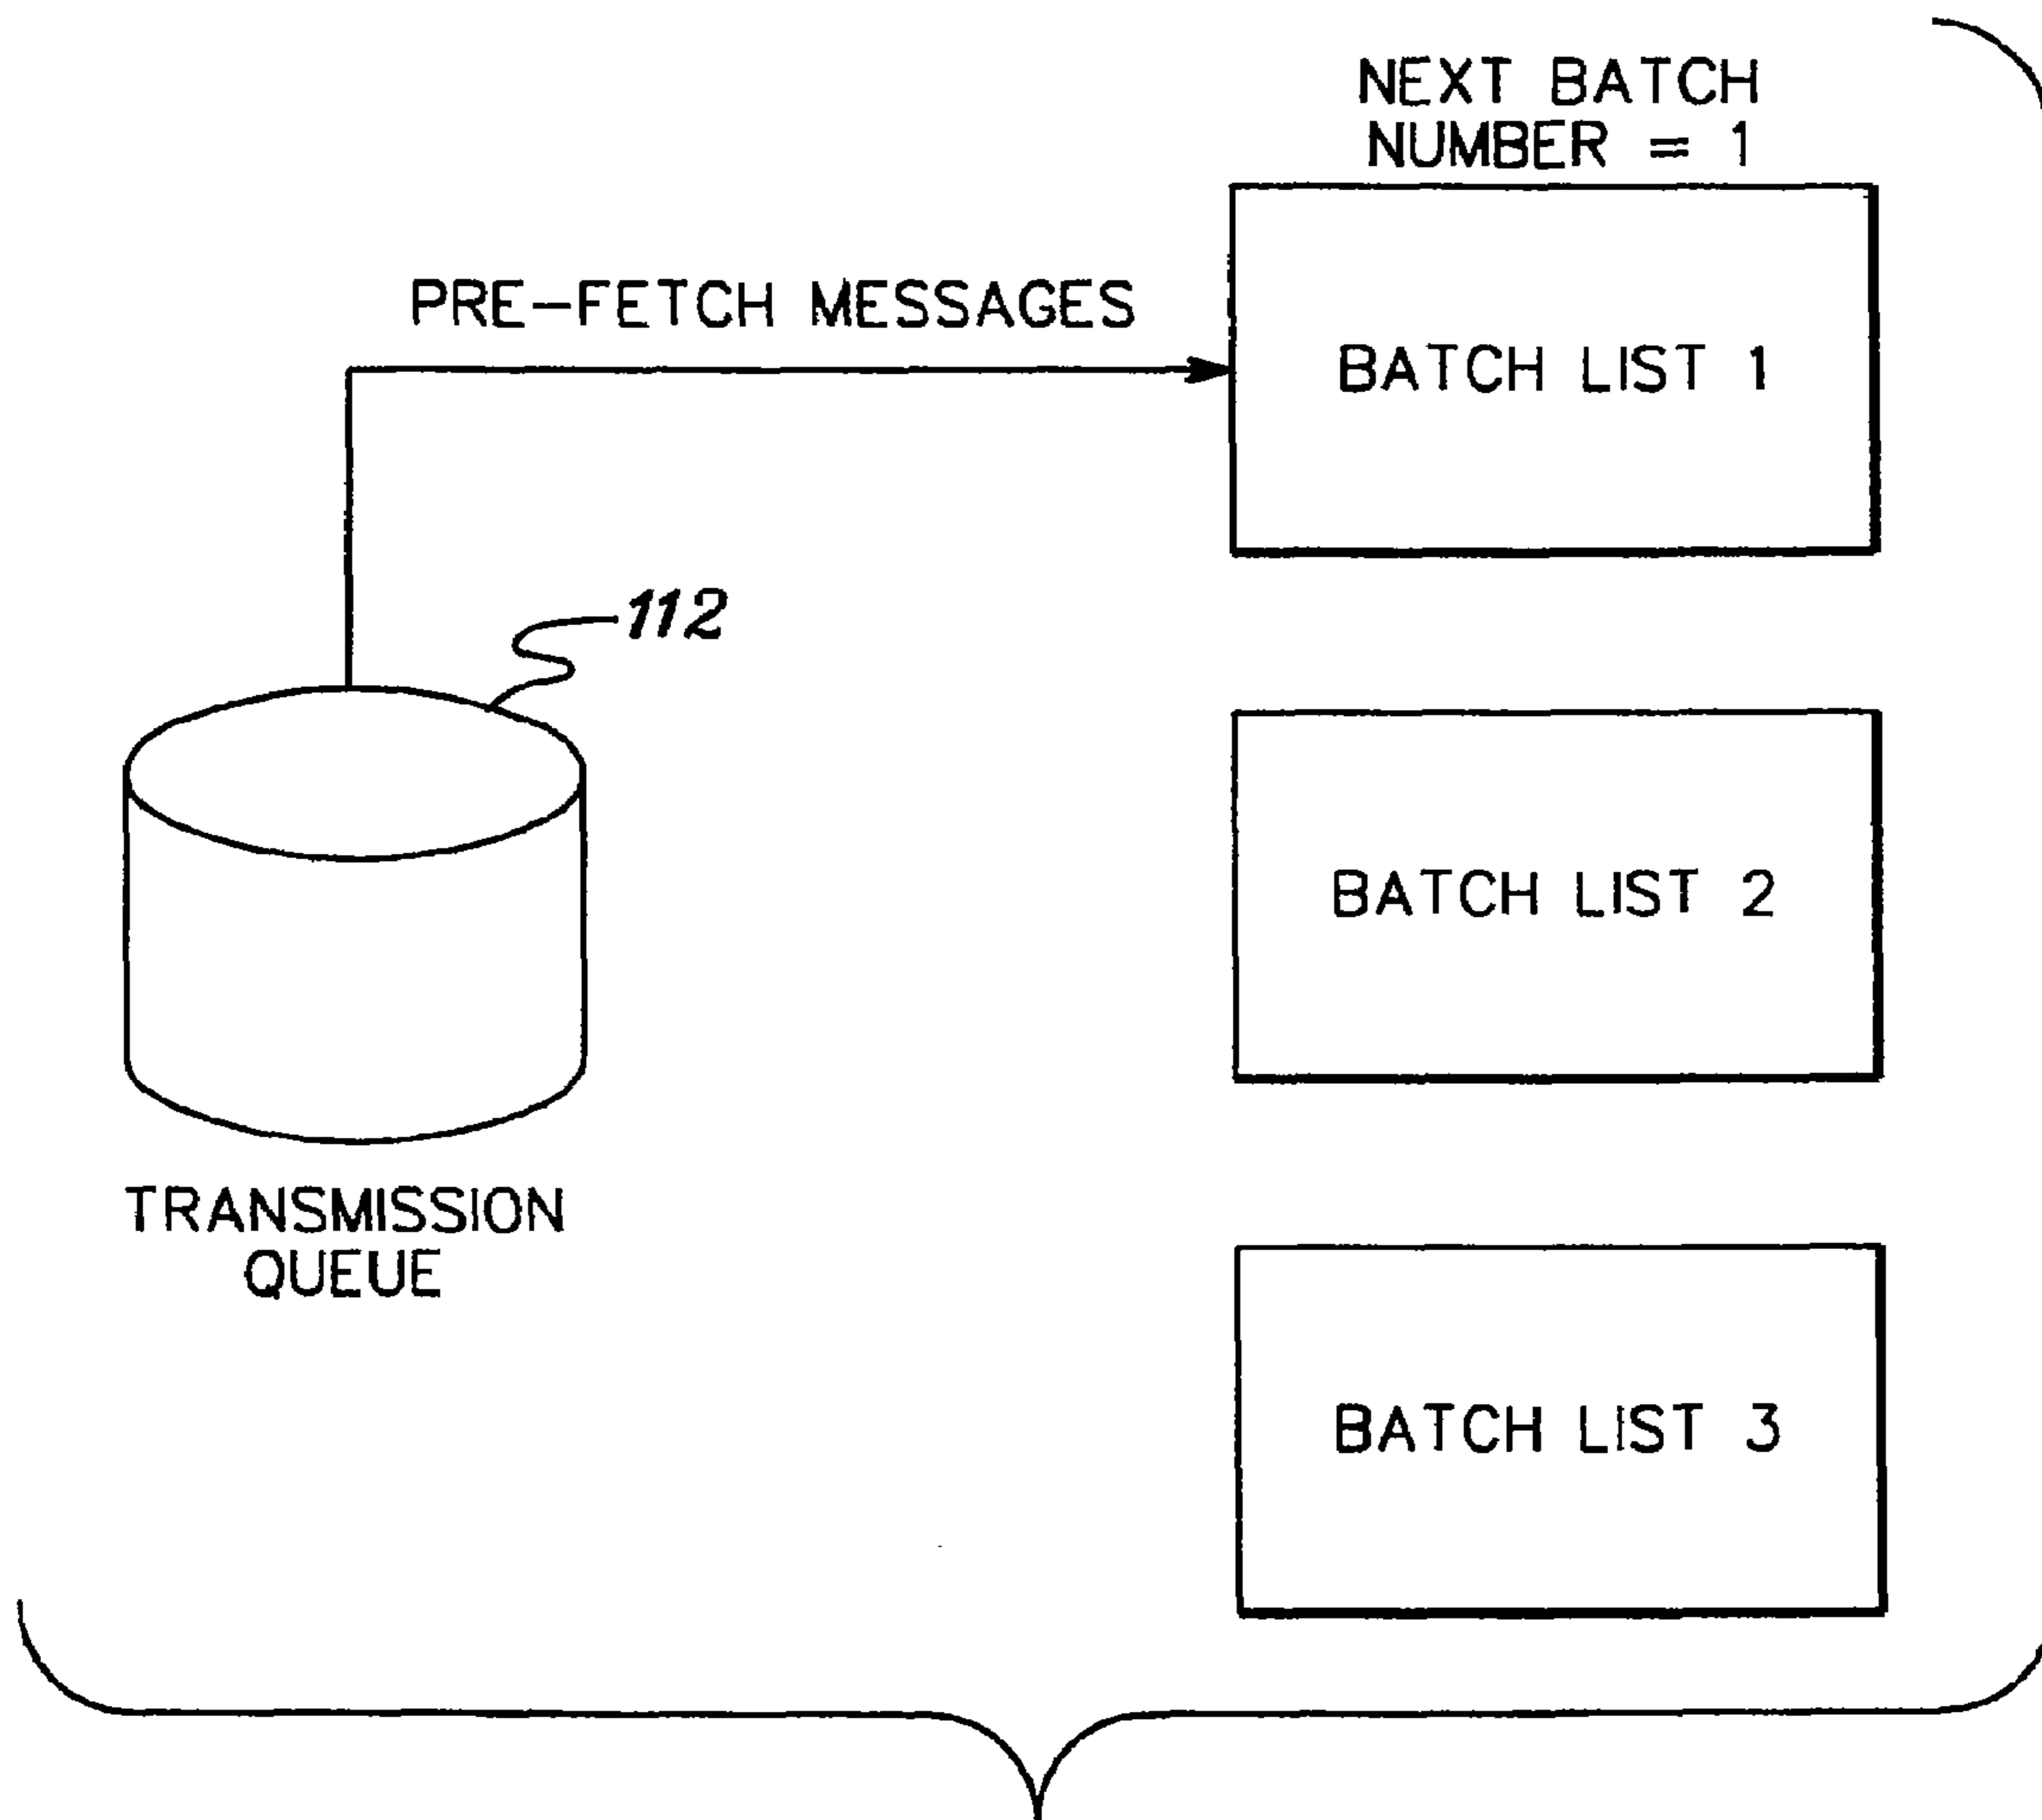 NEXT BATCH
NUMBER = 1
PRE-FETCH MESSAGES
BATCH LIST 1
112
BATCH LIST 2
TRANSMISSION
QUEUE
BATCH LIST 3